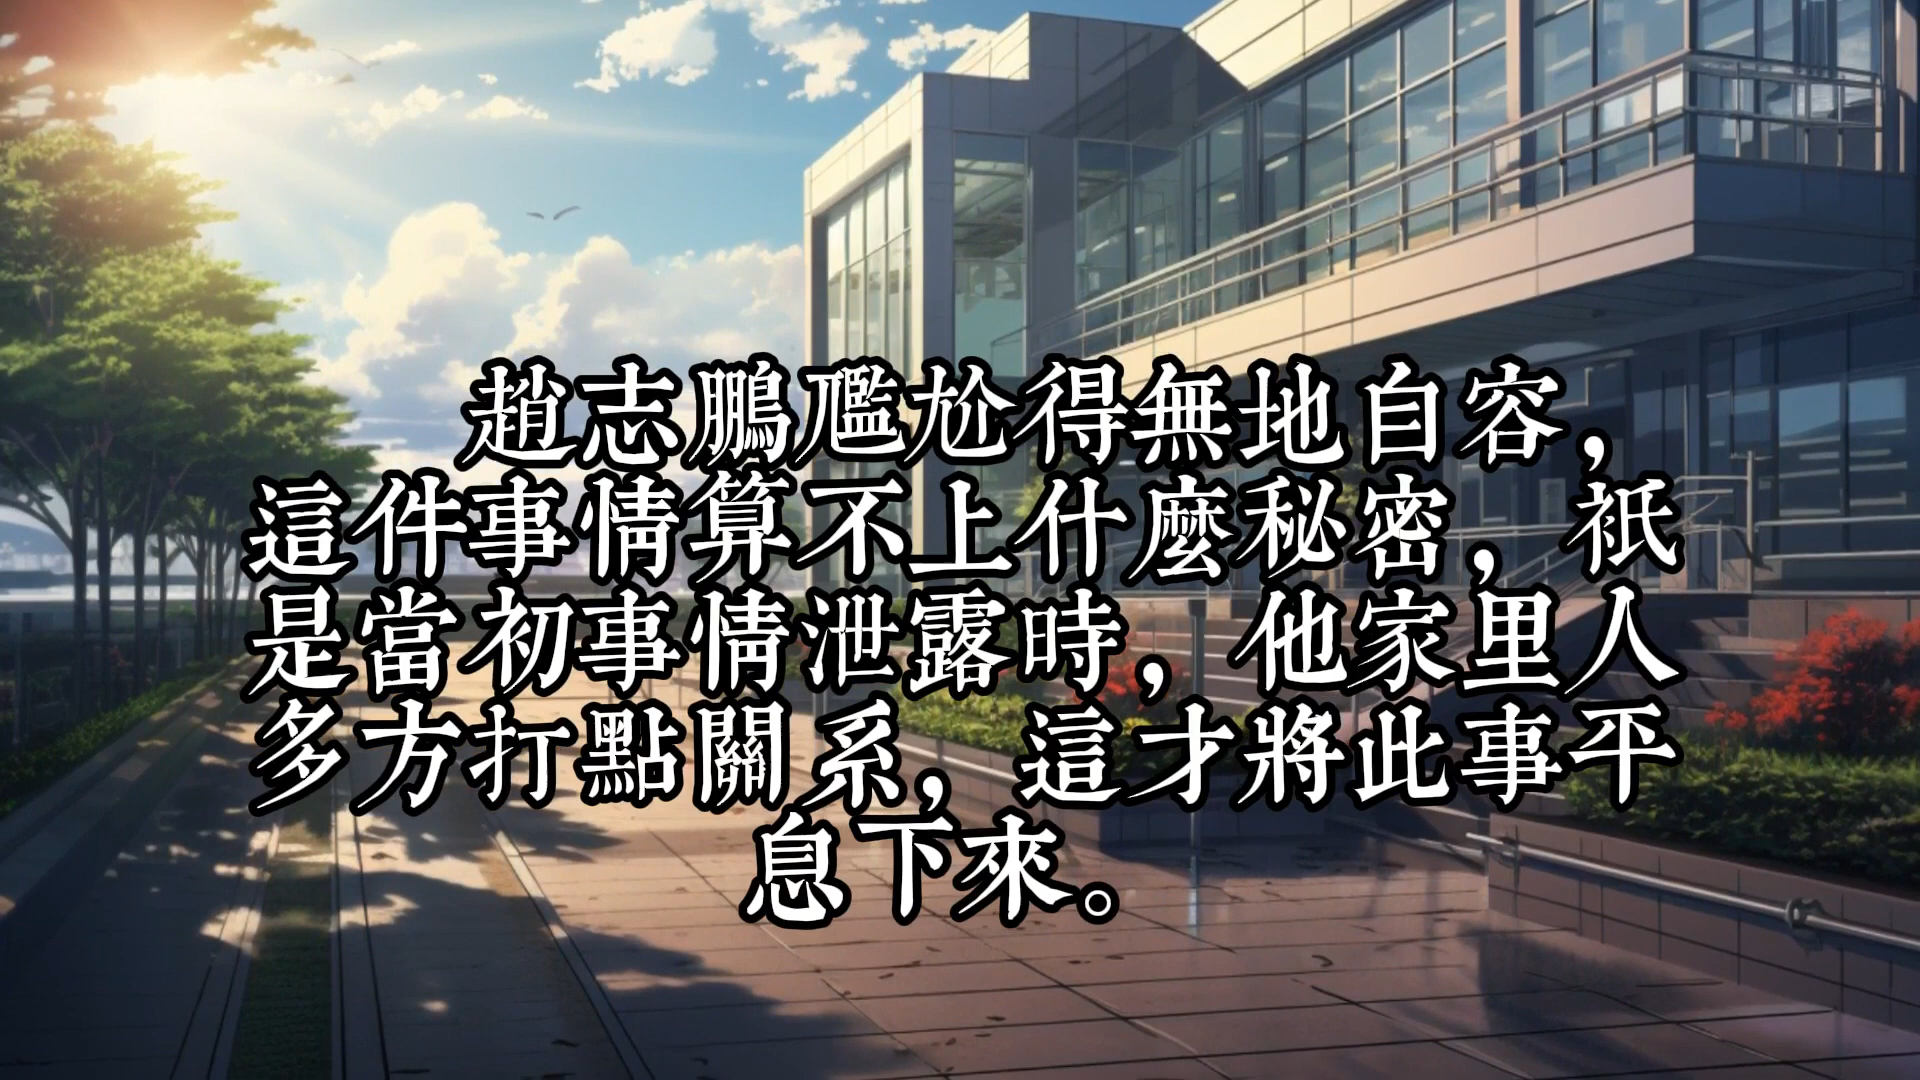 趙志鵬尷尬得無地自容，
這件事情算不上什麼秘密，祇
是當初事情泄露時，他家里人
多方打點關系，這才將此事平
息下來。